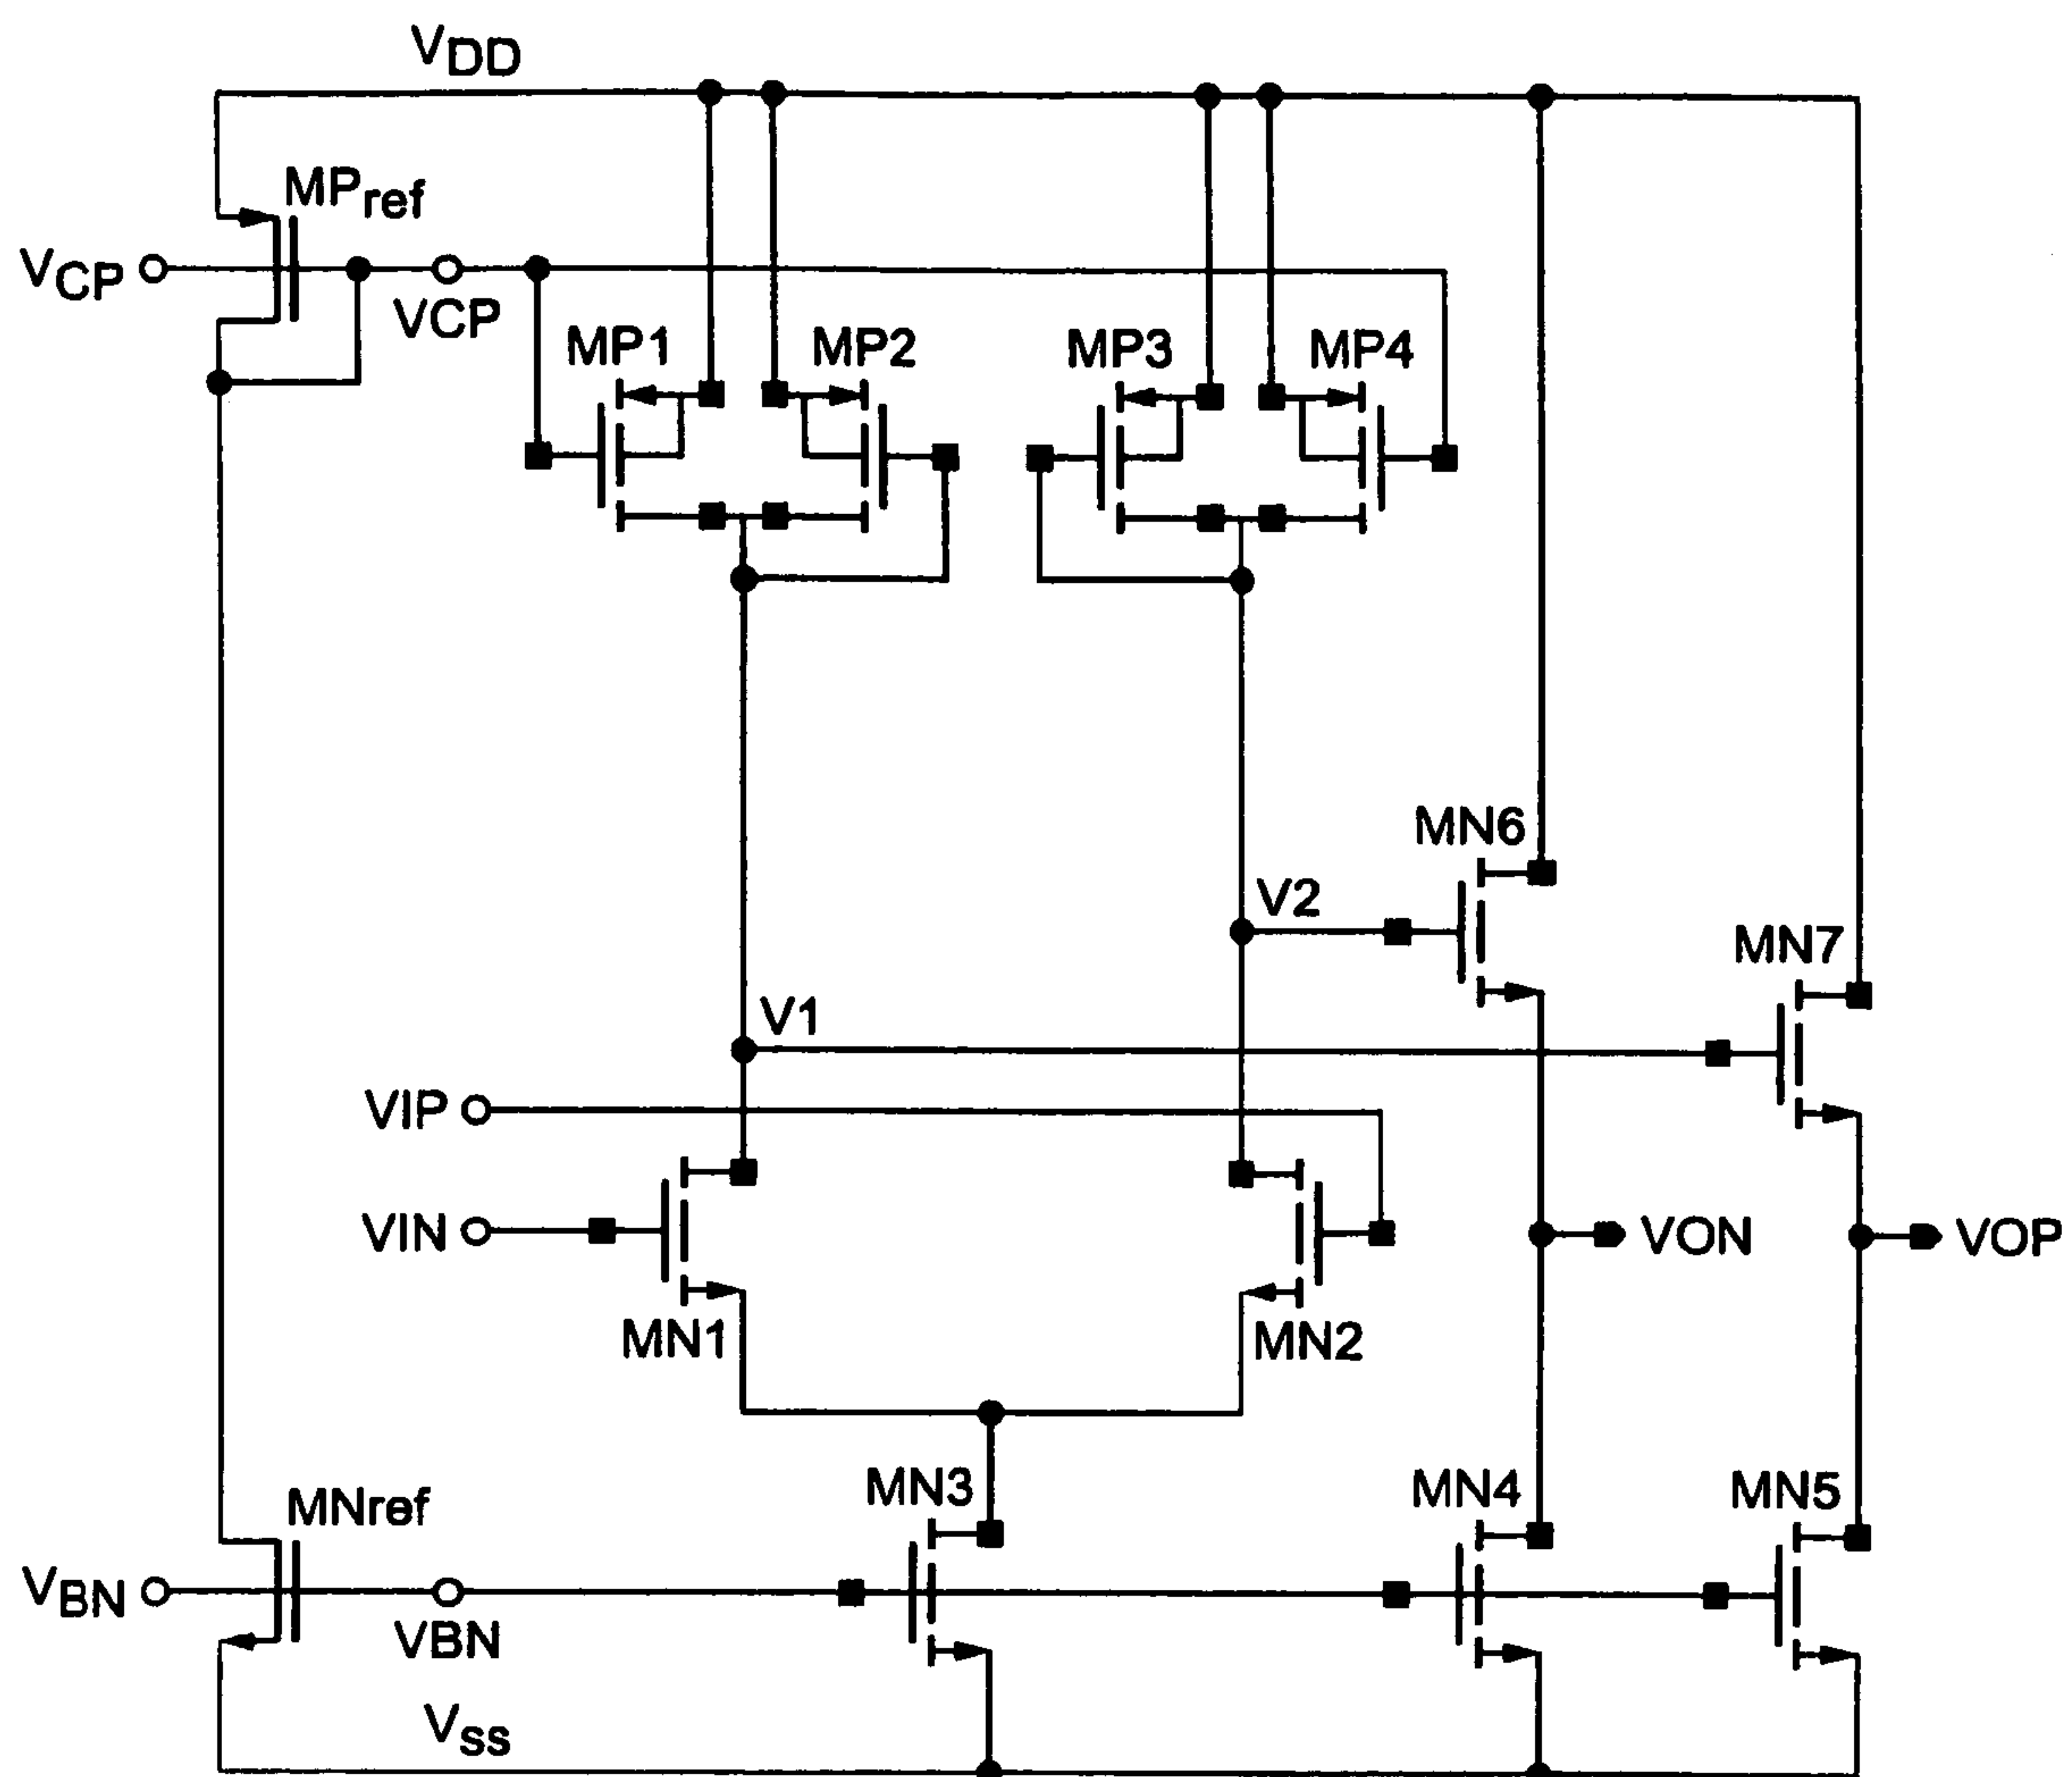 VDD
MPref
VCP
VCP
MP1
MP2
MP3
MP4
MN6
V2
MN7
V1
VIP
VIN
VON
VOP
MN1
MN2
MN3
MN4
MN5
MNref
VBN
VBN
Vss